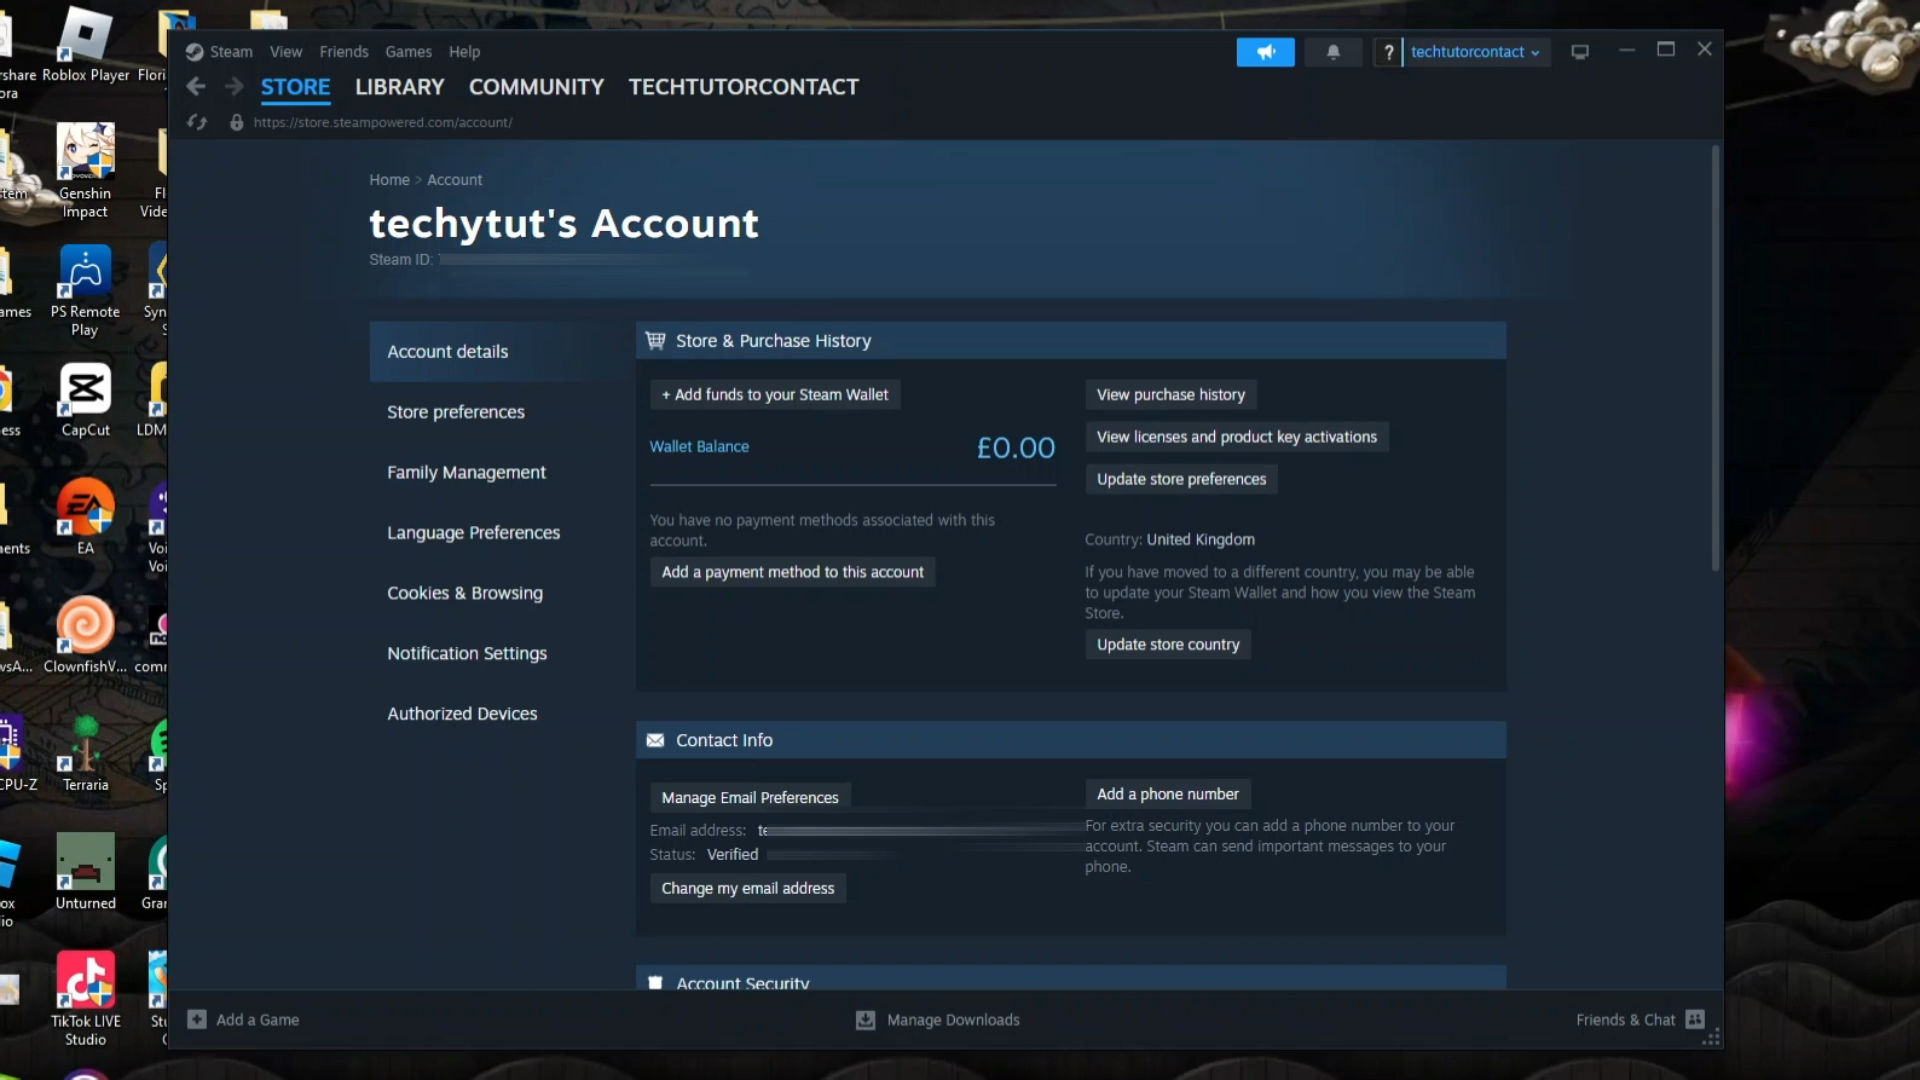 Steam View Friends Games Help
? techtutorcontact
STORE LIBRARY COMMUNITY TECHTUTORCONTACT
https://store.steampowered.com/account/
Home > Account
techytut's Account
Steam ID:
Account details
Store preferences
Family Management
Language Preferences
Cookies & Browsing
Notification Settings
Authorized Devices
Store & Purchase History
+ Add funds to your Steam Wallet
Wallet Balance £0.00
You have no payment methods associated with this
account.
Add a payment method to this account
View purchase history
View licenses and product key activations
Update store preferences
Country: United Kingdom
If you have moved to a different country, you may be able
to update your Steam Wallet and how you view the Steam
Store.
Update store country
Contact Info
Manage Email Preferences
Email address:
Status: Verified
Change my email address
Add a phone number
For extra security you can add a phone number to your
account. Steam can send important messages to your
phone.
Account Security
Add a Game
Manage Downloads
Friends & Chat
Roblox Player
Genshin
Impact
PS Remote
Play
CapCut
EA
ClownfishV...
CPU-Z
Terraria
Unturned
TikTok LIVE
Studio